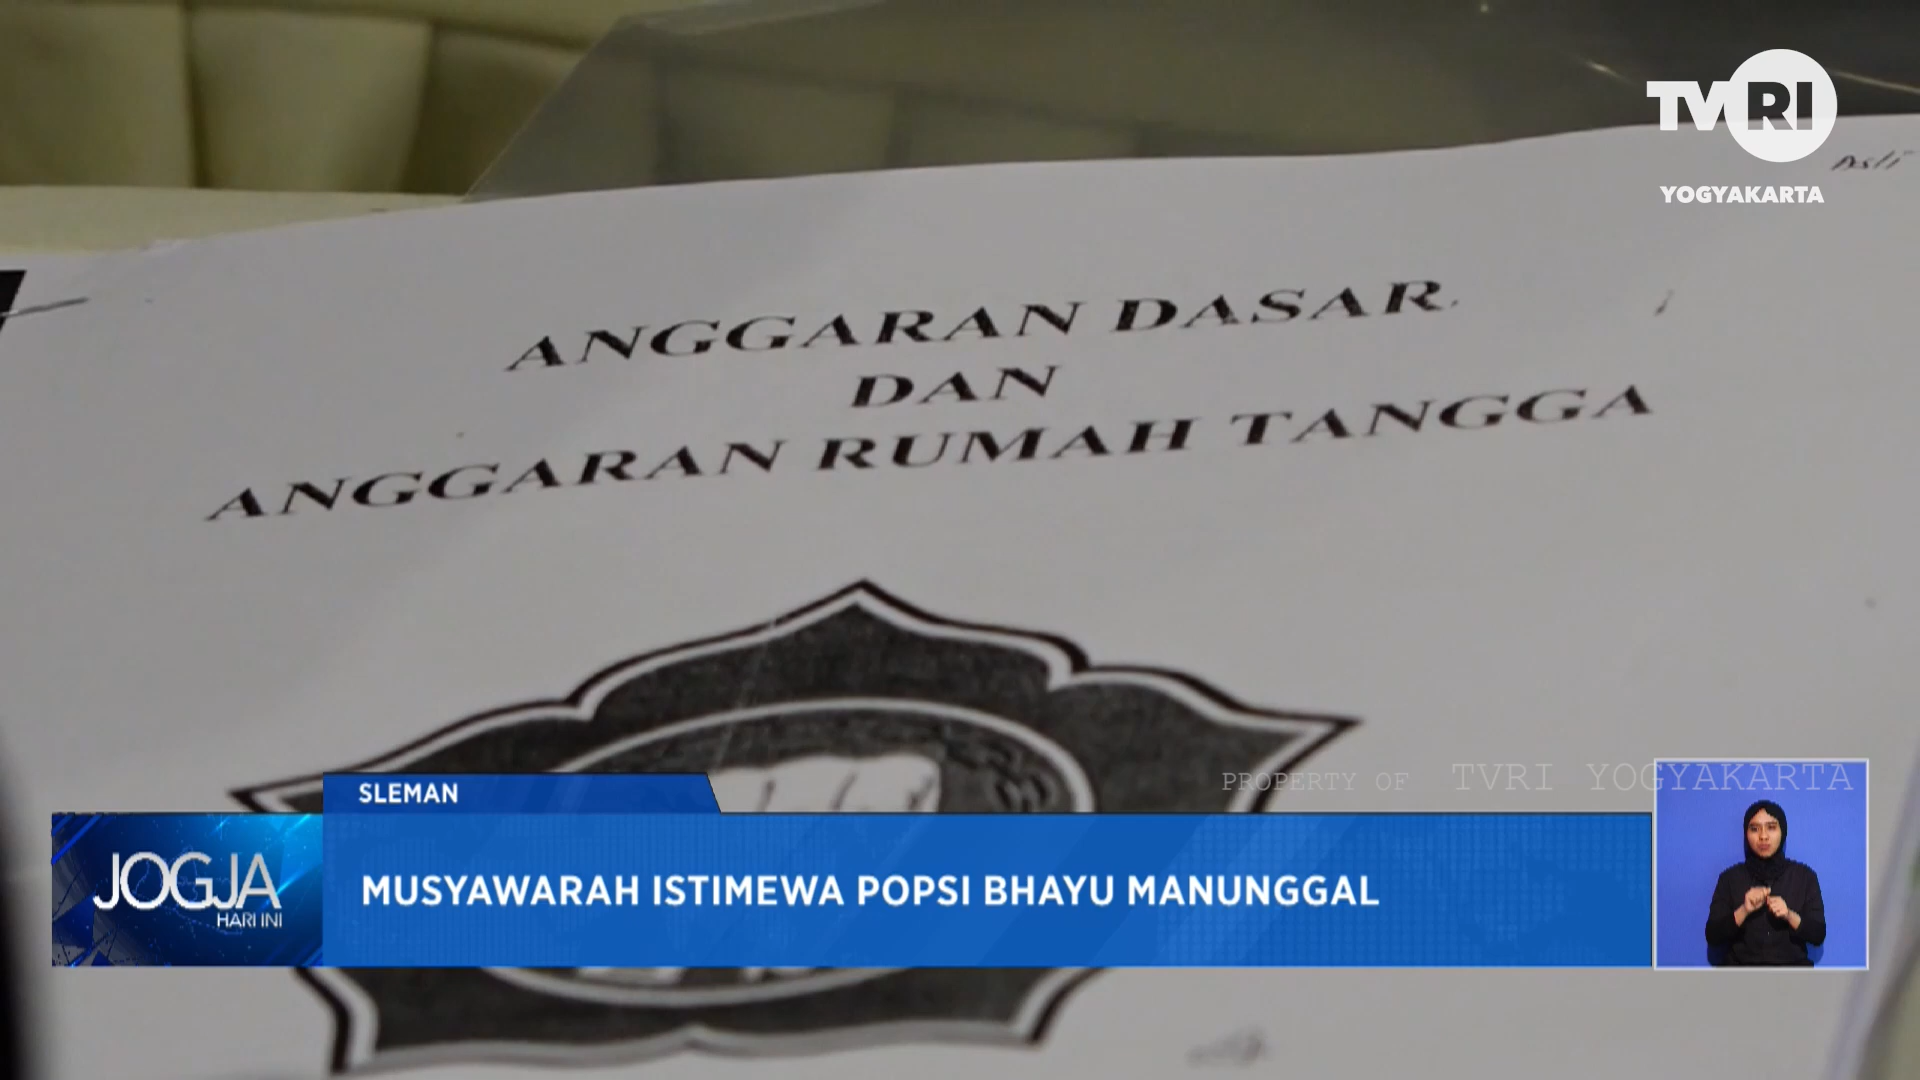 TVRI
YOGYAKARTA
Asli
ANGGARAN DASAR
DAN
ANGGARAN RUMAH TANGGA
PROPERTY OF TVRI YOGYAKARTA
SLEMAN
JOGJA
HARI INI
MUSYAWARAH ISTIMEWA POPSI BHAYU MANUNGGAL